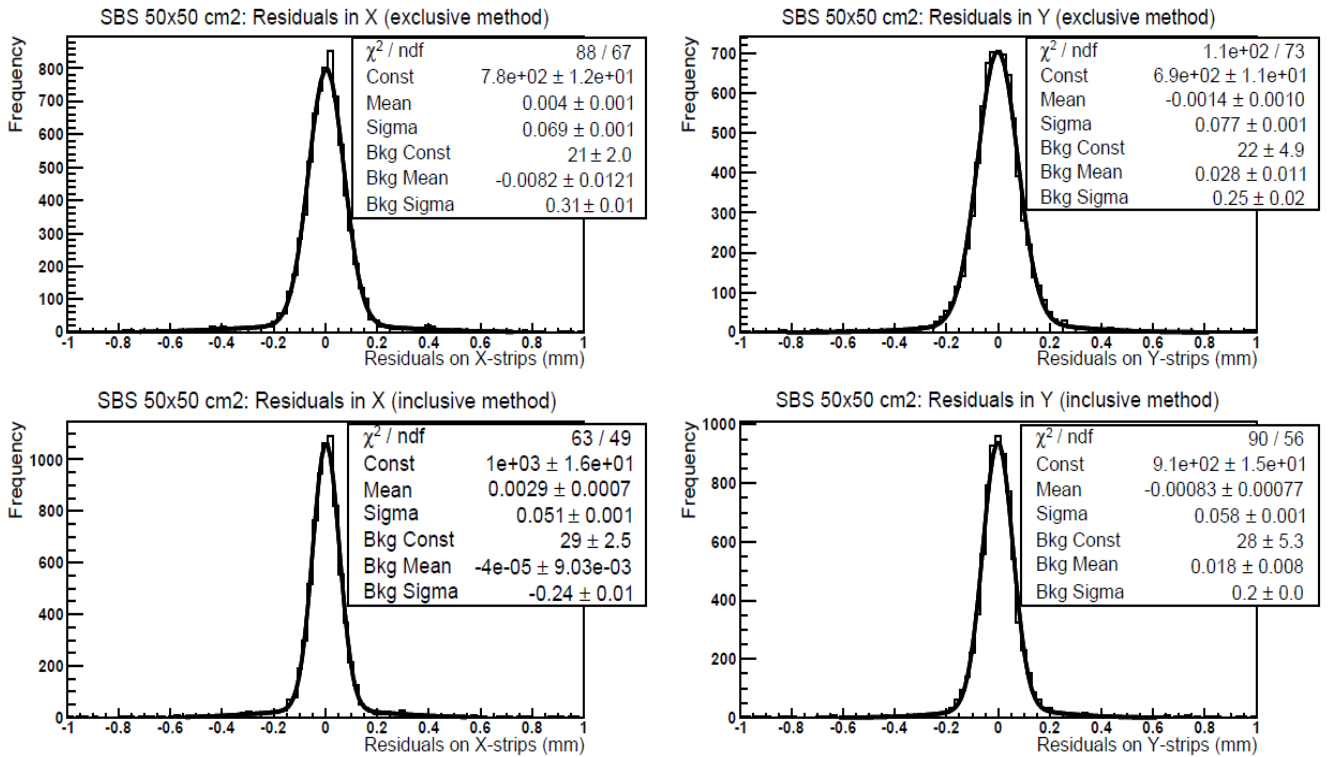 SBS 50x50 cm2: Residuals in X (exclusive method)
Frequency
800
700
600
500
400
300
200
100
0
χ² / ndf 88 / 67
Const 7.8e+02 ± 1.2e+01
Mean 0.004 ± 0.001
Sigma 0.069 ± 0.001
Bkg Const 21 ± 2.0
Bkg Mean -0.0082 ± 0.0121
Bkg Sigma 0.31 ± 0.01
-1 -0.8 -0.6 -0.4 -0.2 0 0.2 0.4 0.6 0.8 1
Residuals on X-strips (mm)
SBS 50x50 cm2: Residuals in Y (exclusive method)
Frequency
700
600
500
400
300
200
100
0
χ² / ndf 1.1e+02 / 73
Const 6.9e+02 ± 1.1e+01
Mean -0.0014 ± 0.0010
Sigma 0.077 ± 0.001
Bkg Const 22 ± 4.9
Bkg Mean 0.028 ± 0.011
Bkg Sigma 0.25 ± 0.02
-1 -0.8 -0.6 -0.4 -0.2 0 0.2 0.4 0.6 0.8 1
Residuals on Y-strips (mm)
SBS 50x50 cm2: Residuals in X (inclusive method)
Frequency
1000
800
600
400
200
0
χ² / ndf 63 / 49
Const 1e+03 ± 1.6e+01
Mean 0.0029 ± 0.0007
Sigma 0.051 ± 0.001
Bkg Const 29 ± 2.5
Bkg Mean -4e-05 ± 9.03e-03
Bkg Sigma -0.24 ± 0.01
-1 -0.8 -0.6 -0.4 -0.2 0 0.2 0.4 0.6 0.8 1
Residuals on X-strips (mm)
SBS 50x50 cm2: Residuals in Y (inclusive method)
Frequency
1000
800
600
400
200
0
χ² / ndf 90 / 56
Const 9.1e+02 ± 1.5e+01
Mean -0.00083 ± 0.00077
Sigma 0.058 ± 0.001
Bkg Const 28 ± 5.3
Bkg Mean 0.018 ± 0.008
Bkg Sigma 0.2 ± 0.0
-1 -0.8 -0.6 -0.4 -0.2 0 0.2 0.4 0.6 0.8 1
Residuals on Y-strips (mm)